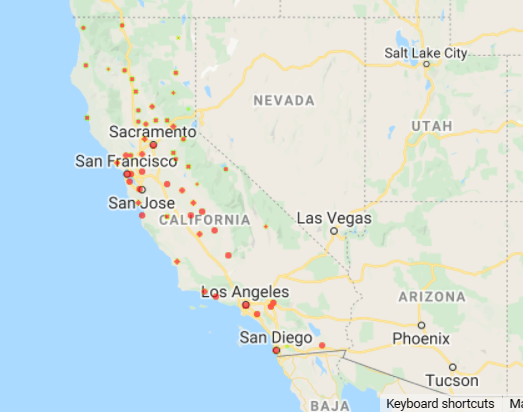 Salt Lake City
NEVADA
UTAH
Sacramento
San Francisco
San Jose
CALIFORNIA
Las Vegas
Los Angeles
ARIZONA
San Diego
Phoenix
Tucson
BAJA
Keyboard shortcuts
Ma